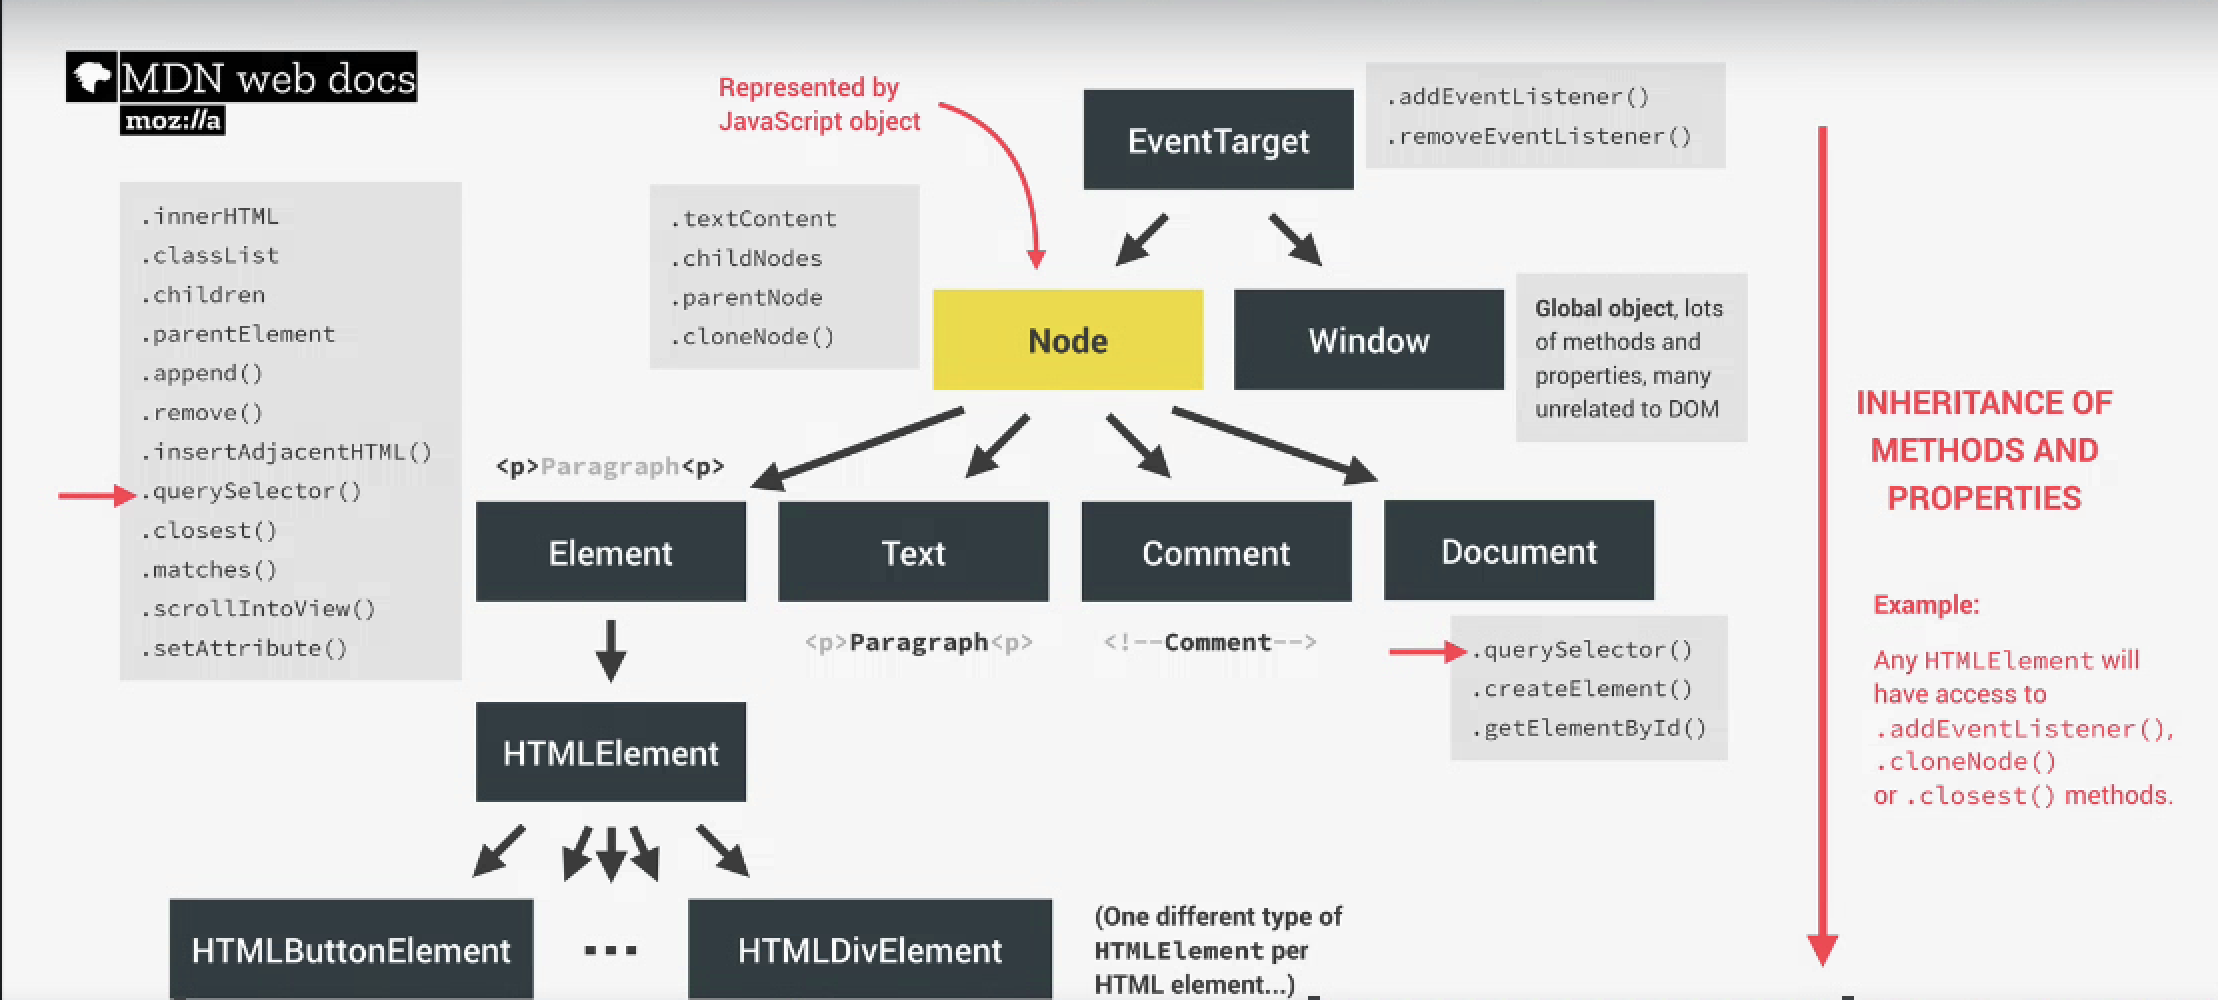 MDN web docs
moz://a
Represented by
JavaScript object
EventTarget
.addEventListener()
.removeEventListener()
.innerHTML
.classList
.children
.parentElement
.append()
.remove()
.insertAdjacentHTML()
.querySelector()
.closest()
.matches()
.scrollIntoView()
.setAttribute()
.textContent
.childNodes
.parentNode
.cloneNode()
Node
Window
Global object, lots
of methods and
properties, many
unrelated to DOM
<p>Paragraph<p>
Element
Text
Comment
Document
<p>Paragraph<p>
<!--Comment-->
.querySelector()
.createElement()
.getElementById()
HTMLElement
HTMLButtonElement
...
HTMLDivElement
(One different type of
HTMLElement per
HTML element...)
INHERITANCE OF
METHODS AND
PROPERTIES
Example:
Any HTMLElement will
have access to
.addEventListener(),
.cloneNode()
or .closest() methods.